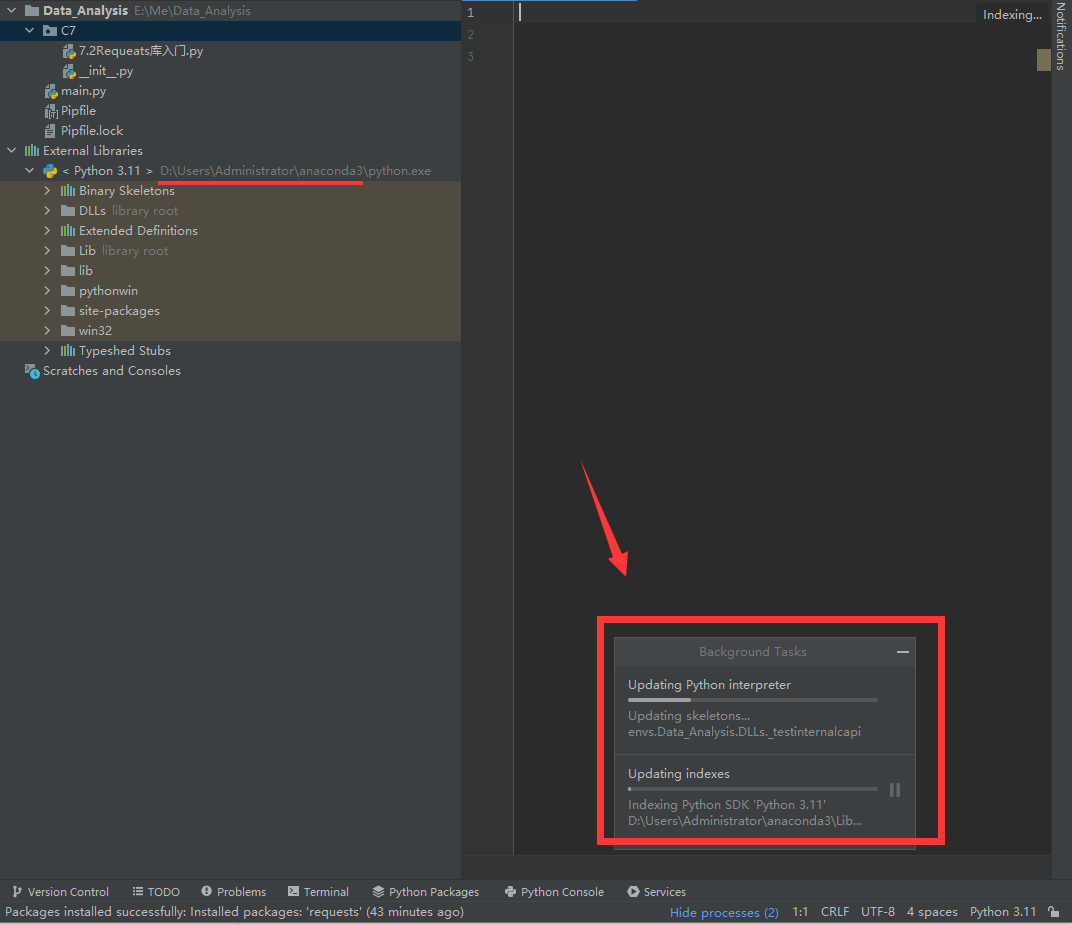 Data_Analysis E:\Me\Data_Analysis
C7
7.2Requeats库入门.py
__init__.py
main.py
Pipfile
Pipfile.lock
External Libraries
< Python 3.11 > D:\Users\Administrator\anaconda3\python.exe
Binary Skeletons
DLLs library root
Extended Definitions
Lib library root
lib
pythonwin
site-packages
win32
Typeshed Stubs
Scratches and Consoles
1
2
3
Indexing...
Notifications
Background Tasks
Updating Python interpreter
Updating skeletons...
envs.Data_Analysis.DLLs._testinternalcapi
Updating indexes
Indexing Python SDK 'Python 3.11'
D:\Users\Administrator\anaconda3\Lib...
Version Control TODO Problems Terminal Python Packages Python Console Services
Packages installed successfully: Installed packages: 'requests' (43 minutes ago) Hide processes (2) 1:1 CRLF UTF-8 4 spaces Python 3.11